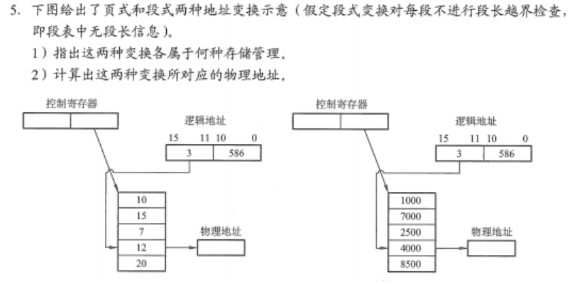 5. 下图给出了页式和段式两种地址变换示意（假定段式变换对每段不进行段长越界检查，
即段表中无段长信息）。
1）指出这两种变换各属于何种存储管理。
2）计算出这两种变换所对应的物理地址。
控制寄存器
逻辑地址
15 11 10 0
3 586
10
15
7
12
20
物理地址
控制寄存器
逻辑地址
15 11 10 0
3 586
1000
7000
2500
4000
8500
物理地址